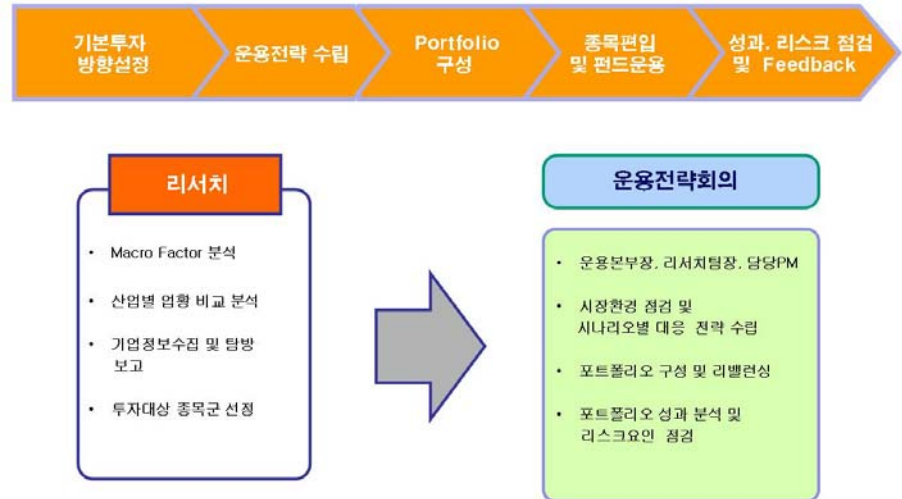 기본투자
방향설정
운용전략 수립
Portfolio
구성
종목편입
및 펀드운용
성과. 리스크 점검
및 Feedback
리서치
• Macro Factor 분석
• 산업별 업황 비교 분석
• 기업정보수집 및 탐방
보고
• 투자대상 종목군 선정
운용전략회의
• 운용본부장. 리서치팀장. 담당PM
• 시장환경 점검 및
시나리오별 대응 전략 수립
• 포트폴리오 구성 및 리밸런싱
• 포트폴리오 성과 분석 및
리스크요인 점검